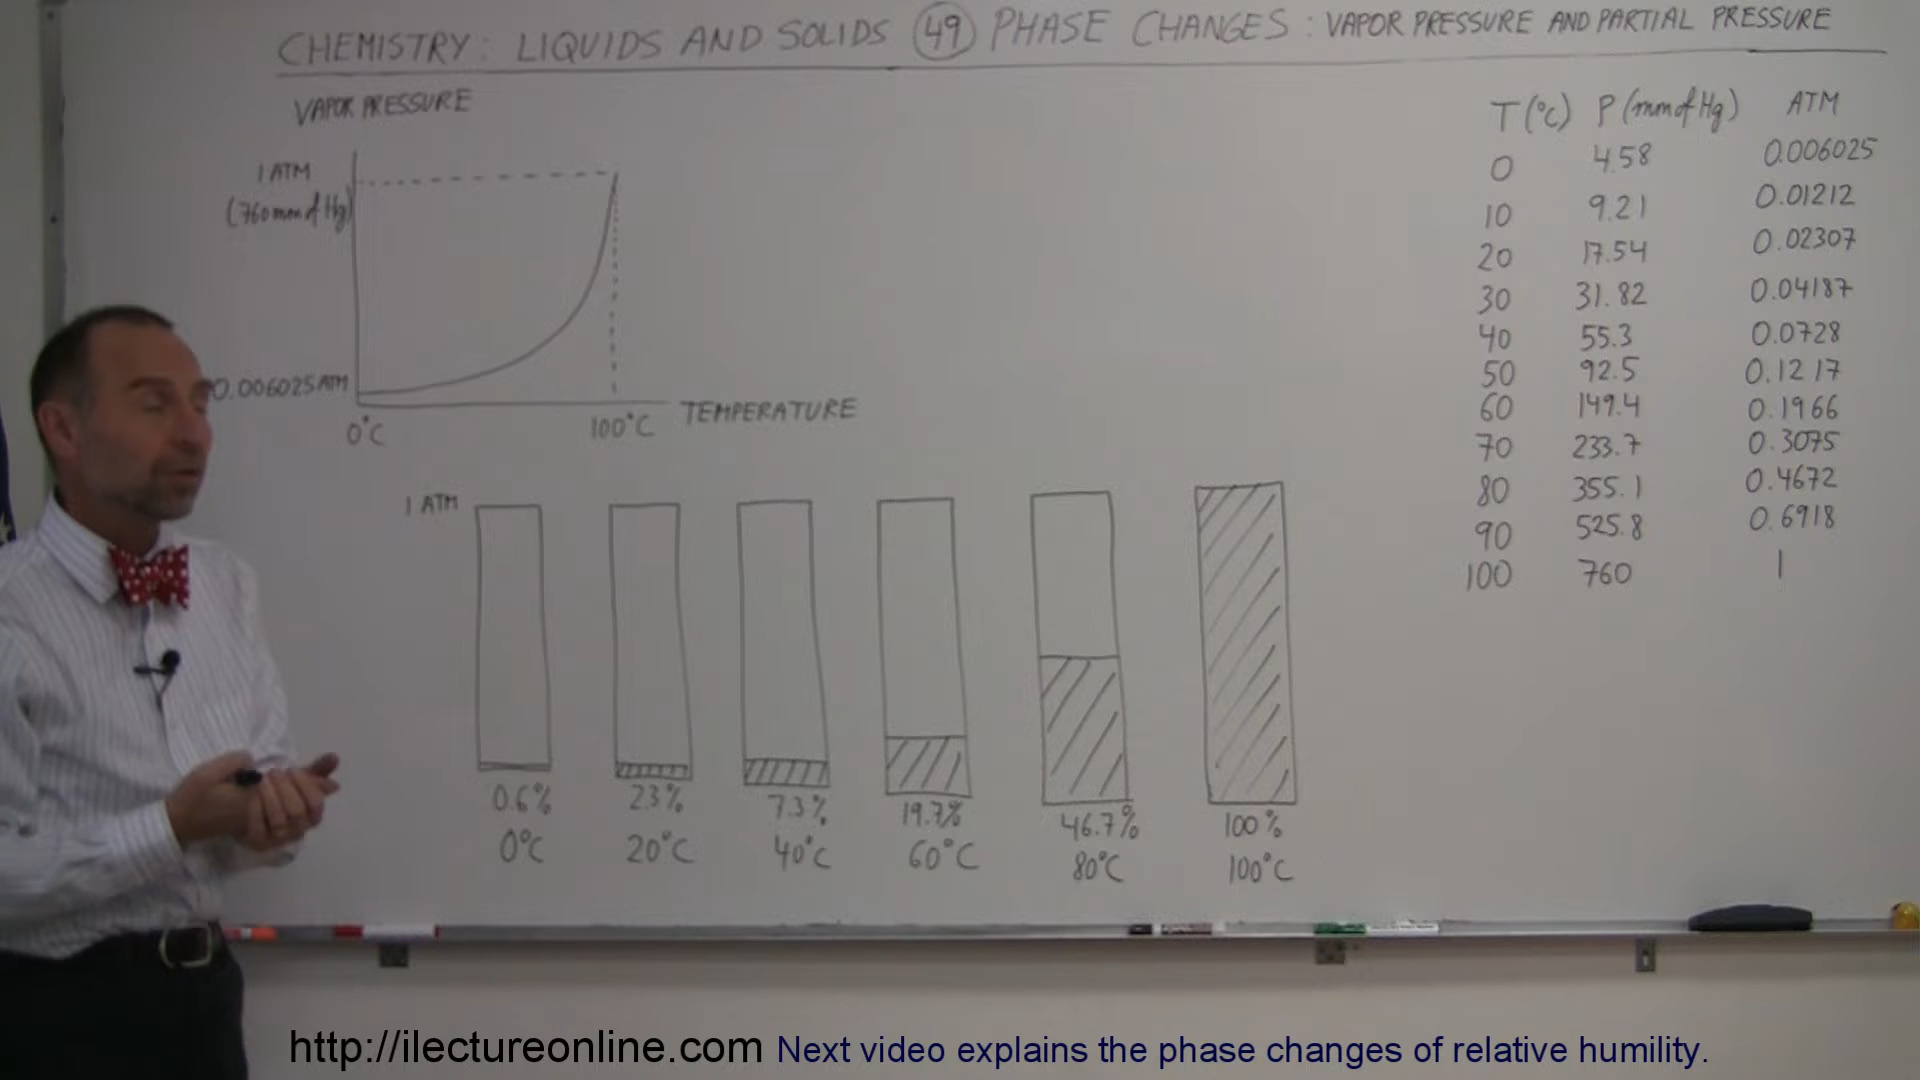 CHEMISTRY: LIQUIDS AND SOLIDS 49 PHASE CHANGES: VAPOR PRESSURE AND PARTIAL PRESSURE
VAPOR PRESSURE
1 ATM
(760 mm of Hg)
0.006025 ATM
0°C
100°C
TEMPERATURE
T (°C) P (mm of Hg) ATM
0 4.58 0.006025
10 9.21 0.01212
20 17.54 0.02307
30 31.82 0.04187
40 55.3 0.0728
50 92.5 0.1217
60 149.4 0.1966
70 233.7 0.3075
80 355.1 0.4672
90 525.8 0.6918
100 760 1
1 ATM
0.6% 2.3% 7.3% 19.7% 46.7% 100%
0°C 20°C 40°C 60°C 80°C 100°C
http://ilectureonline.com Next video explains the phase changes of relative humility.